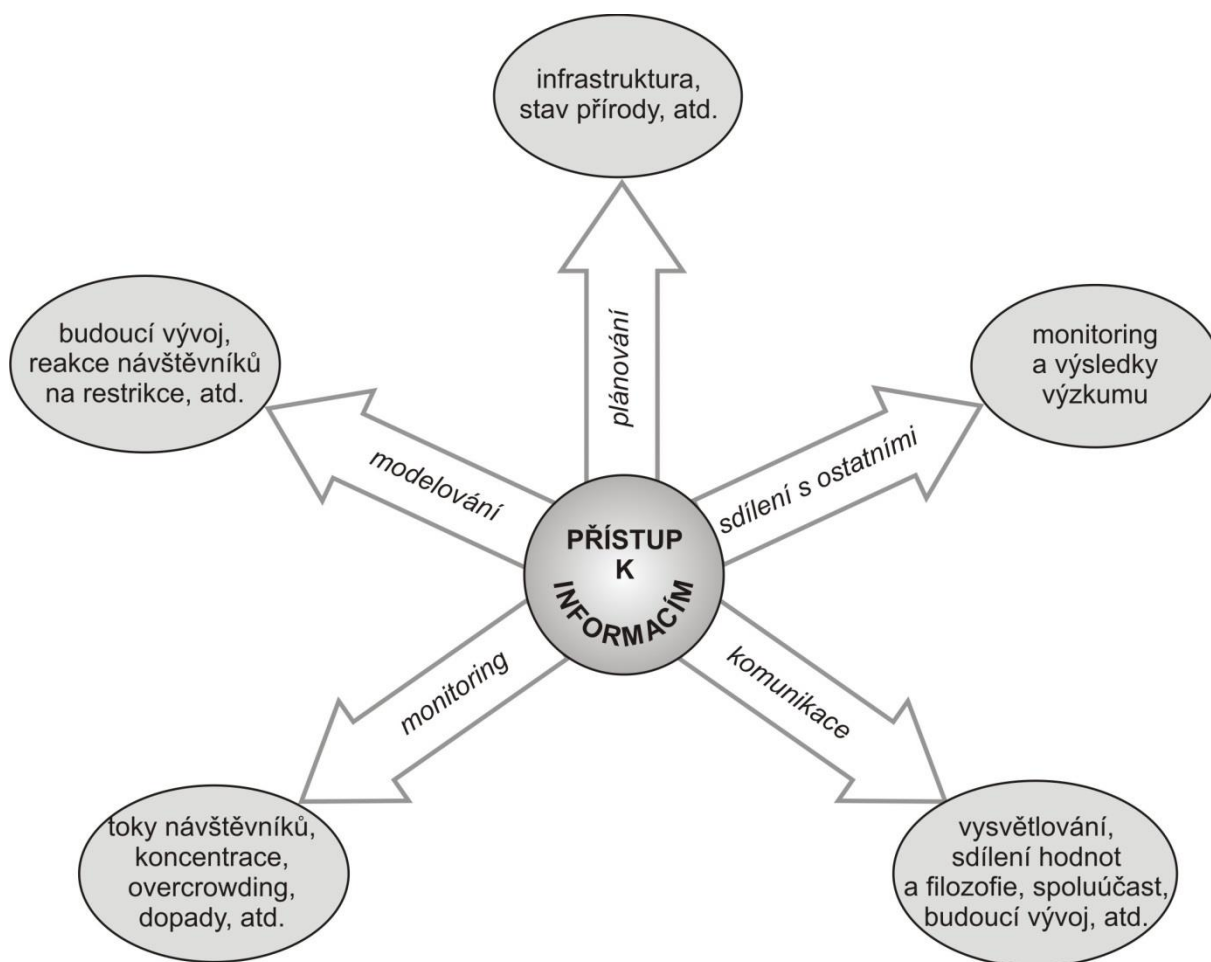 infrastruktura,
stav přírody, atd.
plánování
budoucí vývoj,
reakce návštěvníků
na restrikce, atd.
modelování
monitoring
a výsledky
výzkumu
sdílení s ostatními
PŘÍSTUP
K
INFORMACÍM
monitoring
toky návštěvníků,
koncentrace,
overcrowding,
dopady, atd.
komunikace
vysvětlování,
sdílení hodnot
a filozofie, spoluúčast,
budoucí vývoj, atd.